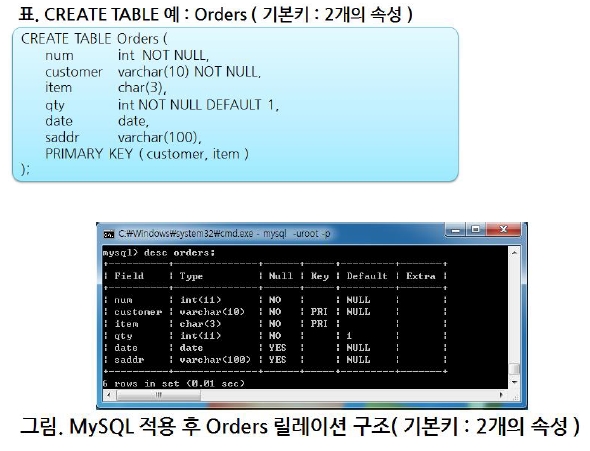 표. CREATE TABLE 예 : Orders ( 기본키 : 2개의 속성 )
CREATE TABLE Orders (
num int NOT NULL,
customer varchar(10) NOT NULL,
item char(3),
qty int NOT NULL DEFAULT 1,
date date,
saddr varchar(100),
PRIMARY KEY ( customer, item )
);
C:₩Windows₩system32₩cmd.exe - mysql -uroot -p
mysql> desc orders;
+----------+--------------+------+-----+---------+-------+
| Field | Type | Null | Key | Default | Extra |
+----------+--------------+------+-----+---------+-------+
| num | int(11) | NO | | NULL | |
| customer | varchar(10) | NO | PRI | NULL | |
| item | char(3) | NO | PRI | | |
| qty | int(11) | NO | | 1 | |
| date | date | YES | | NULL | |
| saddr | varchar(100) | YES | | NULL | |
+----------+--------------+------+-----+---------+-------+
6 rows in set (0.01 sec)
그림. MySQL 적용 후 Orders 릴레이션 구조( 기본키 : 2개의 속성 )